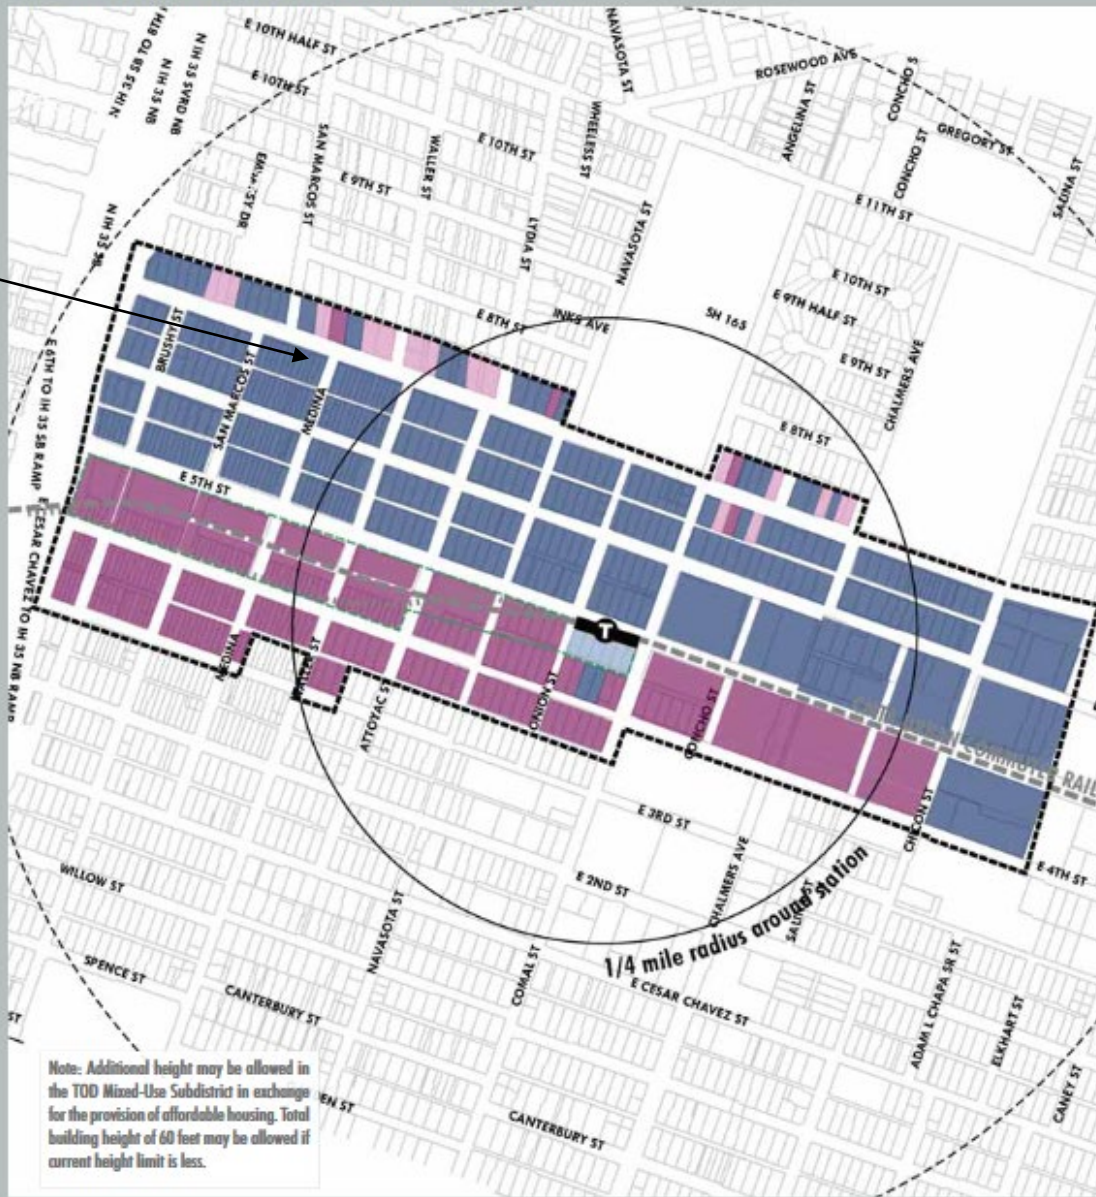 E 10TH HALF ST
NAVASOTA ST
ROSEWOOD AVE
N IH 35 SB TO 8TH
N IH 35 NB
N IH 35 SVRD NB
E 10TH ST
SAN MARCOS ST
WALLER ST
E 10TH ST
WHEELESS ST
ANGELINA ST
CONCHO S
CONCHO ST
GREGORY ST
SALINA ST
E 9TH ST
E 11TH ST
N IH 35 SB
LYDIA ST
NAVASOTA ST
E 10TH ST
E 9TH HALF ST
SH 165
E 8TH ST
INKS AVE
E 9TH ST
CHALMERS AVE
BRUSHY ST
SAN MARCOS ST
MEDINA
E 8TH ST
E 6TH TO IH 35 SB RAMP
E 5TH ST
E CESAR CHAVEZ TO IH 35 NB RAMP
T
MEDINA
ATTOYAC ST
ONION ST
CONCHO ST
COMMUTER RAIL
CHICON ST
E 3RD ST
E 4TH ST
WILLOW ST
E 2ND ST
CHALMERS AVE
1/4 mile radius around station
NAVASOTA ST
COMAL ST
SPENCE ST
CANTERBURY ST
E CESAR CHAVEZ ST
ADAM L CHAPA SR ST
ELKHART ST
CANEY ST
ST
Note: Additional height may be allowed in
the TOD Mixed-Use Subdistrict in exchange
for the provision of affordable housing. Total
building height of 60 feet may be allowed if
current height limit is less.
EN ST
CANTERBURY ST